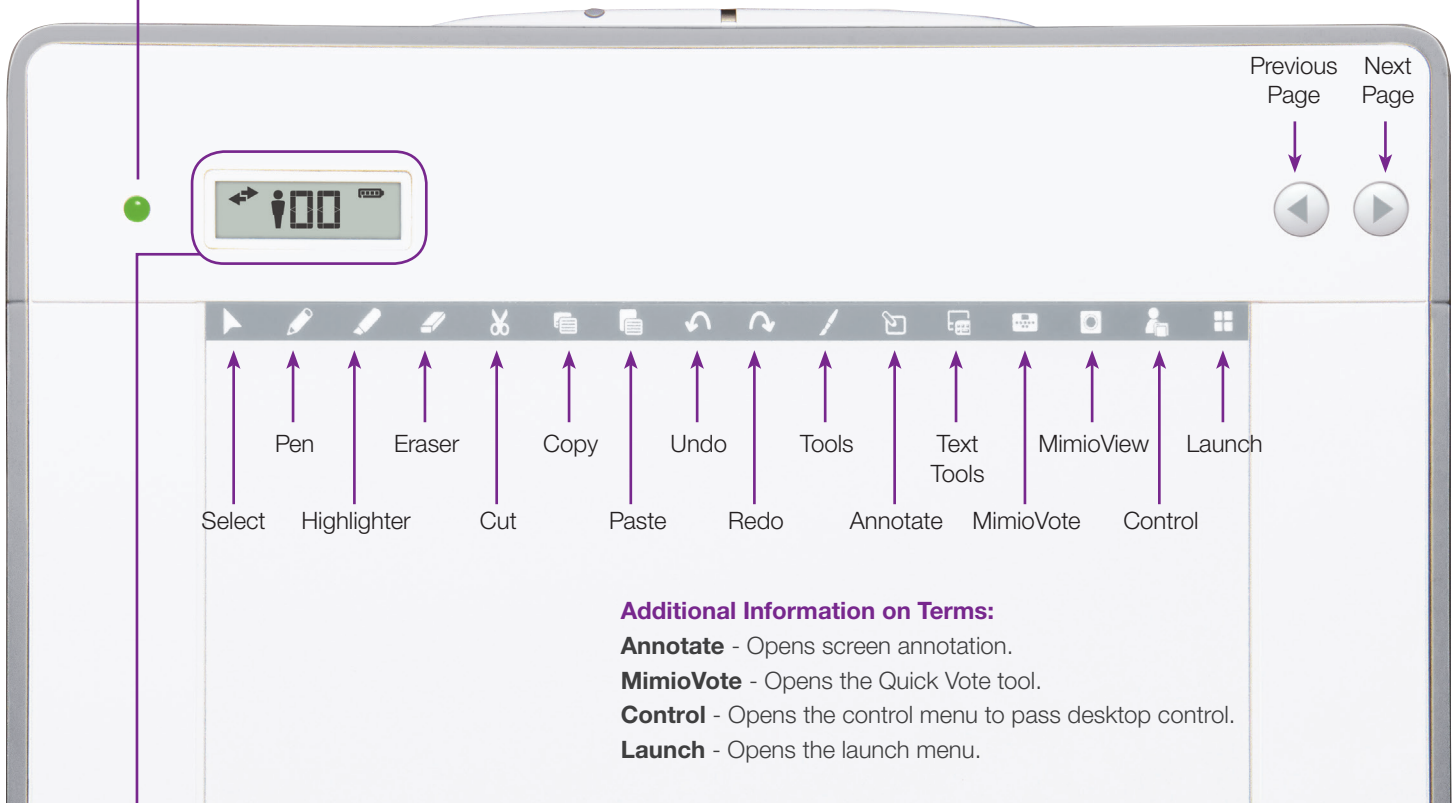 Previous
Page
Next
Page
00
Pen
Eraser
Copy
Undo
Tools
Text
Tools
MimioView
Launch
Select
Highlighter
Cut
Paste
Redo
Annotate
MimioVote
Control
Additional Information on Terms:
Annotate - Opens screen annotation.
MimioVote - Opens the Quick Vote tool.
Control - Opens the control menu to pass desktop control.
Launch - Opens the launch menu.